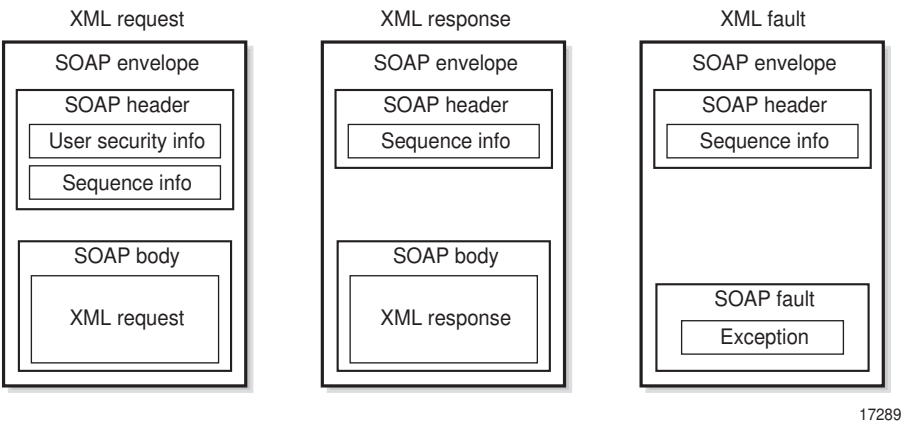 XML request
SOAP envelope
SOAP header
User security info
Sequence info
SOAP body
XML request
XML response
SOAP envelope
SOAP header
Sequence info
SOAP body
XML response
XML fault
SOAP envelope
SOAP header
Sequence info
SOAP fault
Exception
17289